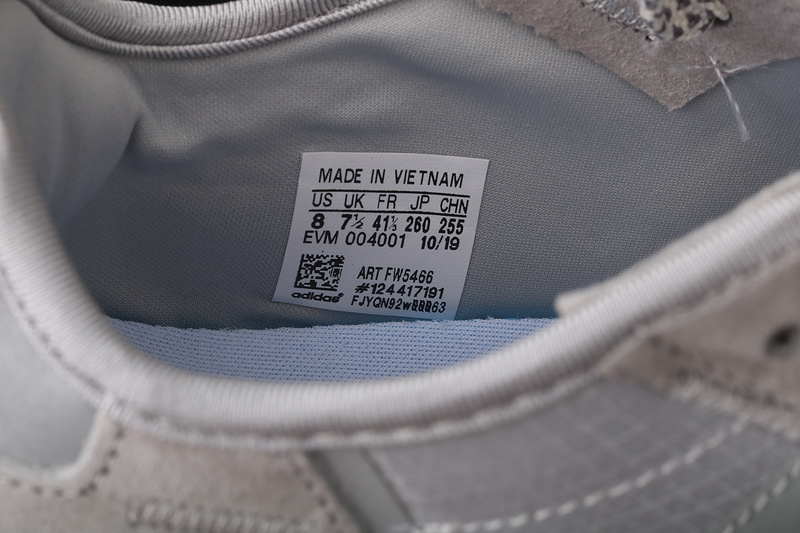 MADE IN VIETNAM
US UK FR JP CHN
8 7½ 41⅓ 260 255
EVM 004001 10/19
ART FW5466
#124417191
adidas®